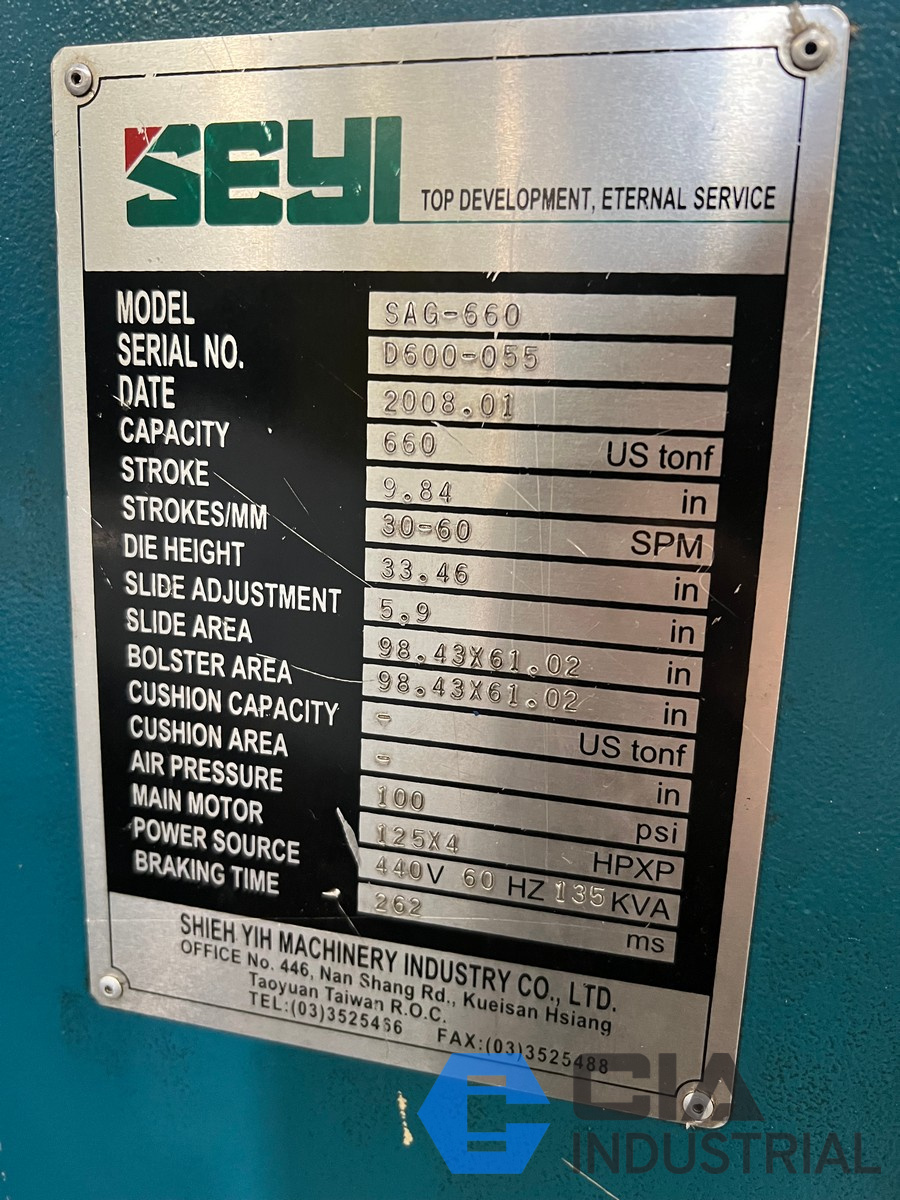 SEYI TOP DEVELOPMENT, ETERNAL SERVICE
MODEL SAG-660
SERIAL NO. D600-055
DATE 2008.01
CAPACITY 660 US tonf
STROKE 9.84 in
STROKES/MM 30-60 SPM
DIE HEIGHT 33.46 in
SLIDE ADJUSTMENT 5.9 in
SLIDE AREA 98.43X61.02 in
BOLSTER AREA 98.43X61.02 in
CUSHION CAPACITY - US tonf
CUSHION AREA - in
AIR PRESSURE 100 psi
MAIN MOTOR 125X4 HPXP
POWER SOURCE 440V 60 HZ 135 KVA
BRAKING TIME 262 ms
SHIEH YIH MACHINERY INDUSTRY CO., LTD.
OFFICE No. 446, Nan Shang Rd., Kueisan Hsiang
Taoyuan Taiwan R.O.C.
TEL:(03)3525466 FAX:(03)3525488
CIA
INDUSTRIAL